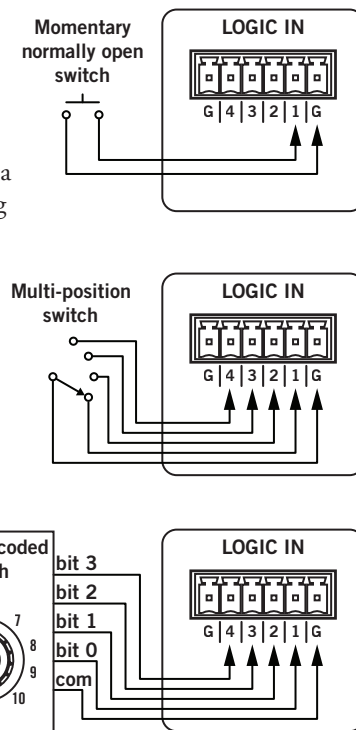 Momentary
normally open
switch
LOGIC IN
G 4 3 2 1 G
a
Multi-position
switch
LOGIC IN
G 4 3 2 1 G
bit 3
bit 2
bit 1
bit 0
com
7
8
9
10
LOGIC IN
G 4 3 2 1 G